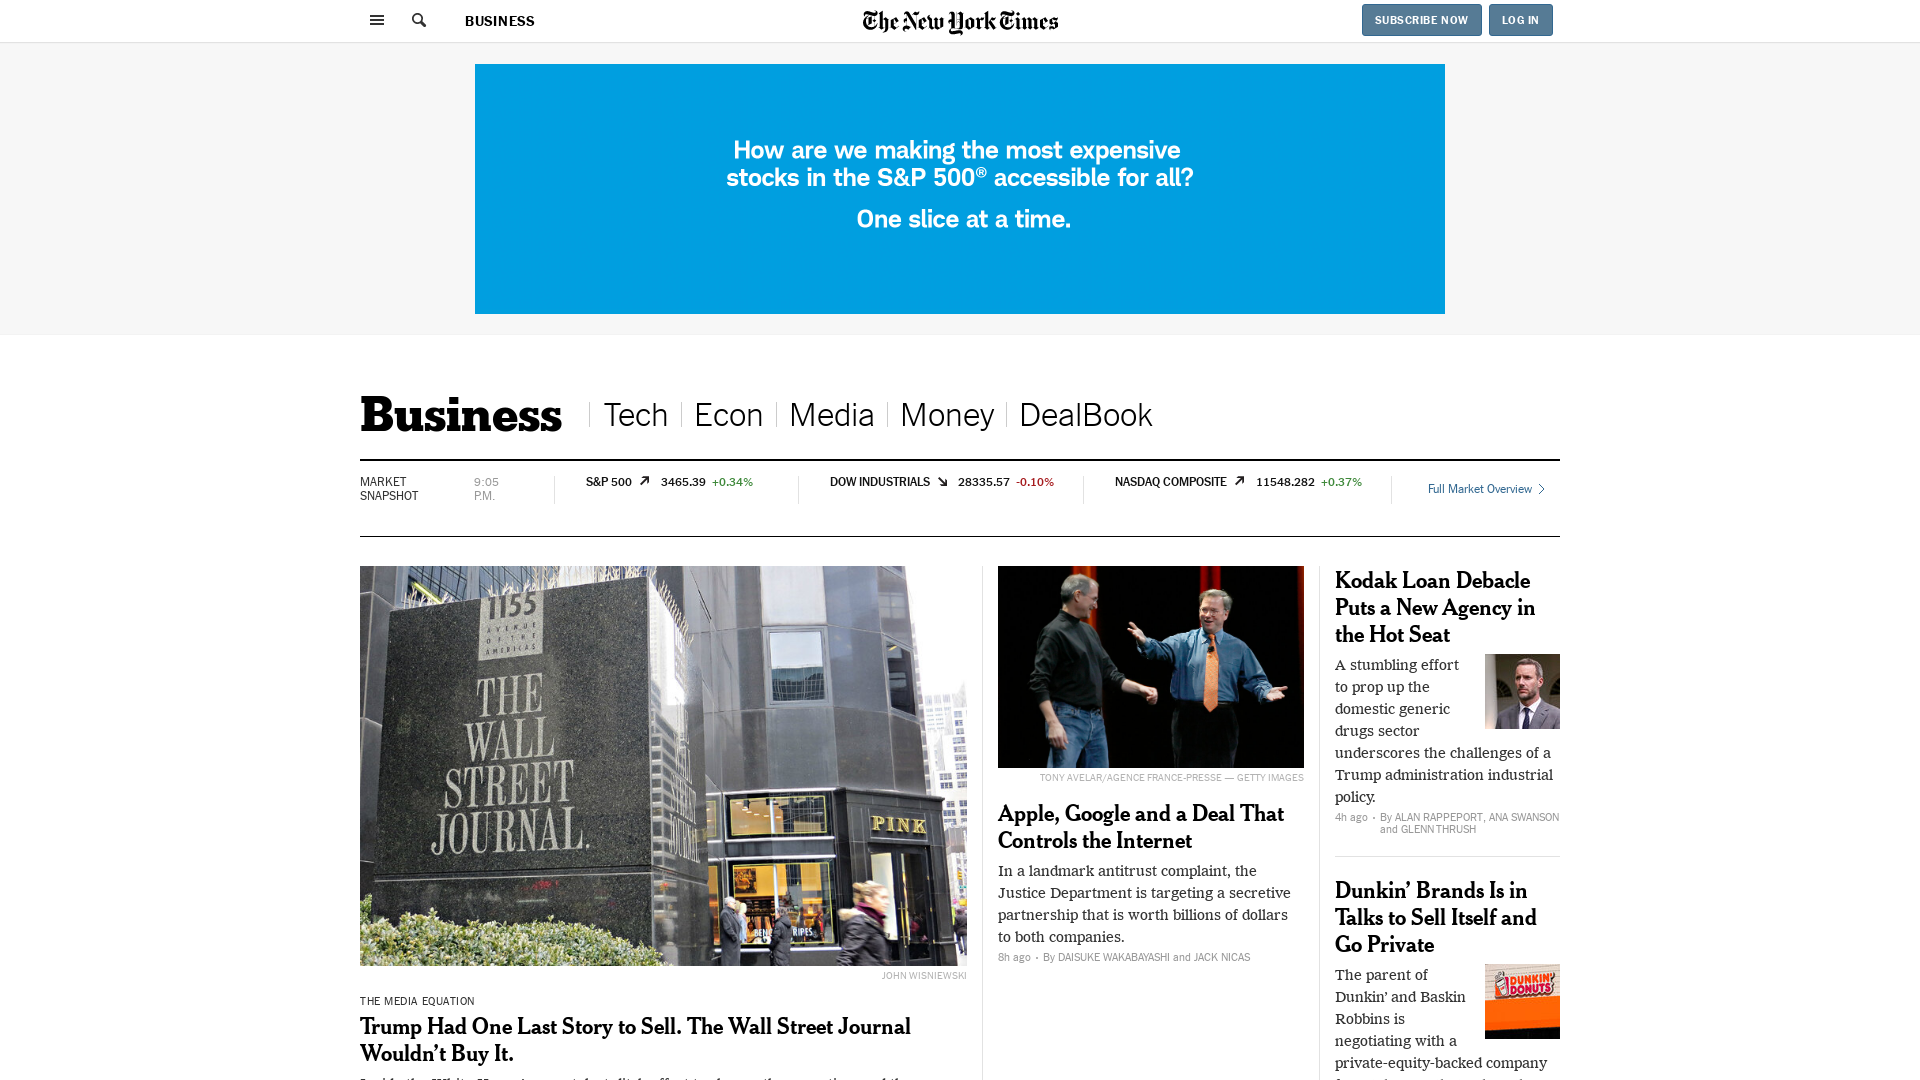 BUSINESS
The New York Times
SUBSCRIBE NOW
LOG IN
How are we making the most expensive
stocks in the S&P 500® accessible for all?
One slice at a time.
Business
Tech
Econ
Media
Money
DealBook
MARKET
SNAPSHOT
9:05
P.M.
S&P 500 3465.39 +0.34%
DOW INDUSTRIALS 28335.57 -0.10%
NASDAQ COMPOSITE 11548.282 +0.37%
Full Market Overview
1155
AVENUE
OF THE
AMERICAS
THE
WALL
STREET
JOURNAL.
PINK
JOHN WISNIEWSKI
THE MEDIA EQUATION
Trump Had One Last Story to Sell. The Wall Street Journal
Wouldn’t Buy It.
TONY AVELAR/AGENCE FRANCE-PRESSE — GETTY IMAGES
Apple, Google and a Deal That
Controls the Internet
In a landmark antitrust complaint, the
Justice Department is targeting a secretive
partnership that is worth billions of dollars
to both companies.
8h ago · By DAISUKE WAKABAYASHI and JACK NICAS
Kodak Loan Debacle
Puts a New Agency in
the Hot Seat
A stumbling effort
to prop up the
domestic generic
drugs sector
underscores the challenges of a
Trump administration industrial
policy.
4h ago · By ALAN RAPPEPORT, ANA SWANSON
and GLENN THRUSH
Dunkin’ Brands Is in
Talks to Sell Itself and
Go Private
The parent of
Dunkin’ and Baskin
Robbins is
negotiating with a
private-equity-backed company
DUNKIN'
DONUTS